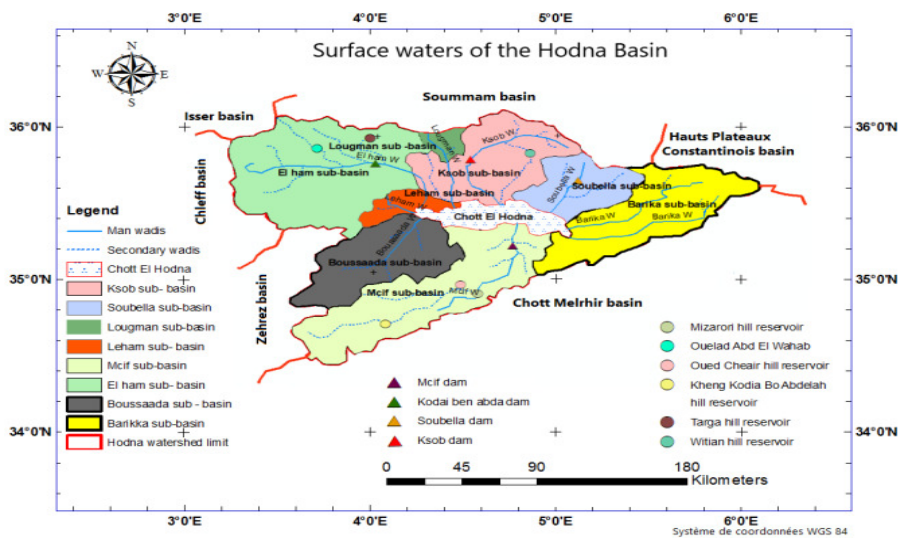 3°0'E 4°0'E 5°0'E 6°0'E
Surface waters of the Hodna Basin
N
W E
S
Soummam basin
Isser basin
36°0'N 36°0'N
Hauts Plateaux
Constantinois basin
Lougman sub -basin
Lougman W
Ksob W
El ham W
El ham sub-basin
Ksob sub-basin
Soubella W
Soubella sub-basin
Chleff basin
Leham sub-basin
Leham W
Barika sub-basin
Barika W
Barika W
Chott El Hodna
Boussaada W
Boussaada sub-basin
35°0'N 35°0'N
Mcif sub-basin
Mcif W
Chott Melrhir basin
Zehrez basin
34°0'N 34°0'N
Legend
Man wadis
Secondary wadis
Chott El Hodna
Ksob sub- basin
Soubella sub-basin
Lougman sub-basin
Leham sub- basin
Mcif sub-basin
El ham sub- basin
Boussaada sub - basin
Barikka sub-basin
Hodna watershed limit
Mcif dam
Kodai ben abda dam
Soubella dam
Ksob dam
Mizaron hill reservoir
Ouelad Abd El Wahab
Oued Cheair hill reservoir
Kheng Kodia Bo Abdelah
hill reservoir
Targa hill reservoir
Witian hill reservoir
0 45 90 180
Kilometers
3°0'E 4°0'E 5°0'E 6°0'E
Système de coordonnées WGS 84